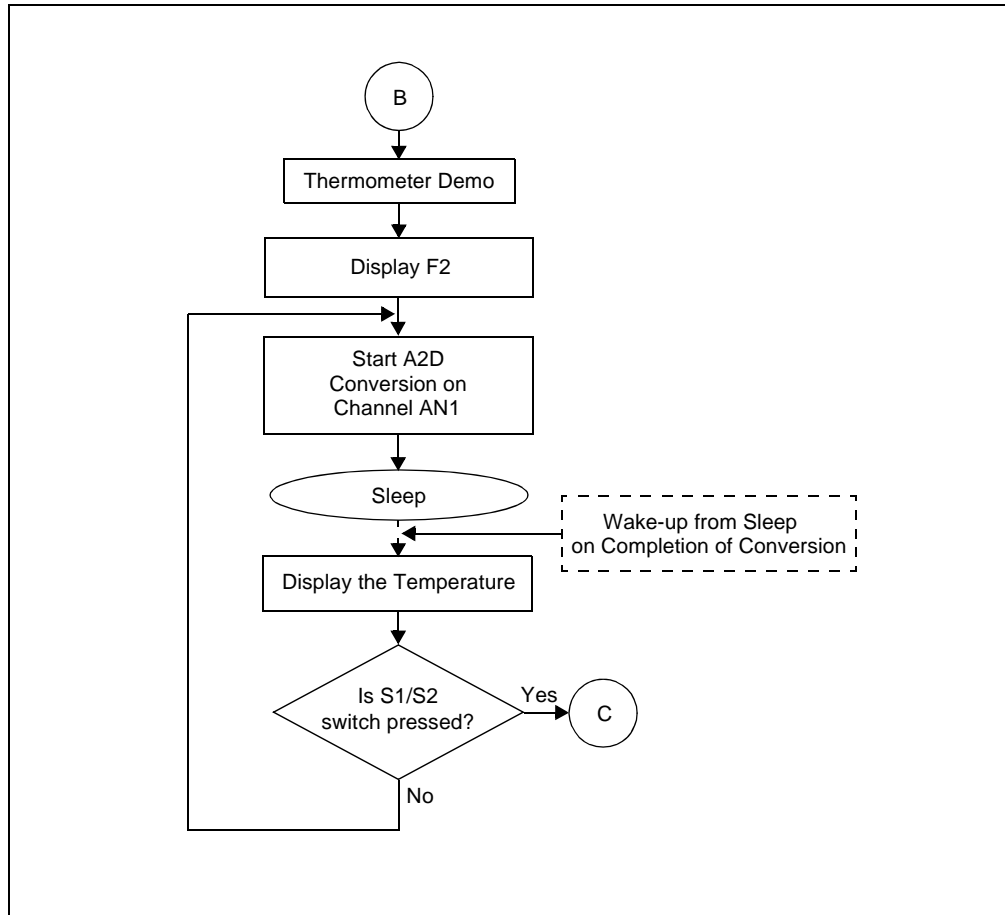 B
Thermometer Demo
Display F2
Start A2D
Conversion on
Channel AN1
Sleep
Wake-up from Sleep
on Completion of Conversion
Display the Temperature
Is S1/S2
switch pressed?
Yes
C
No